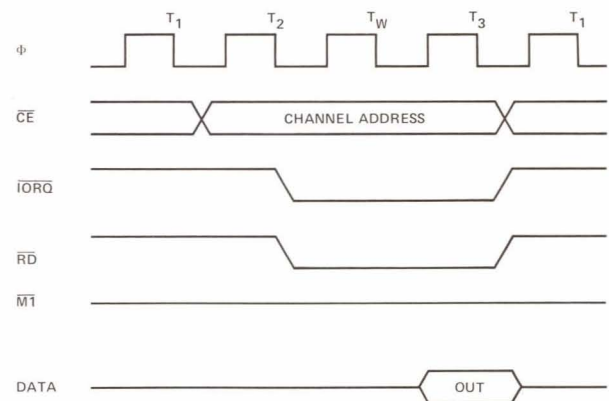 T1 T2 TW T3 T1
Φ
CE CHANNEL ADDRESS
IORQ
RD
M1
DATA OUT